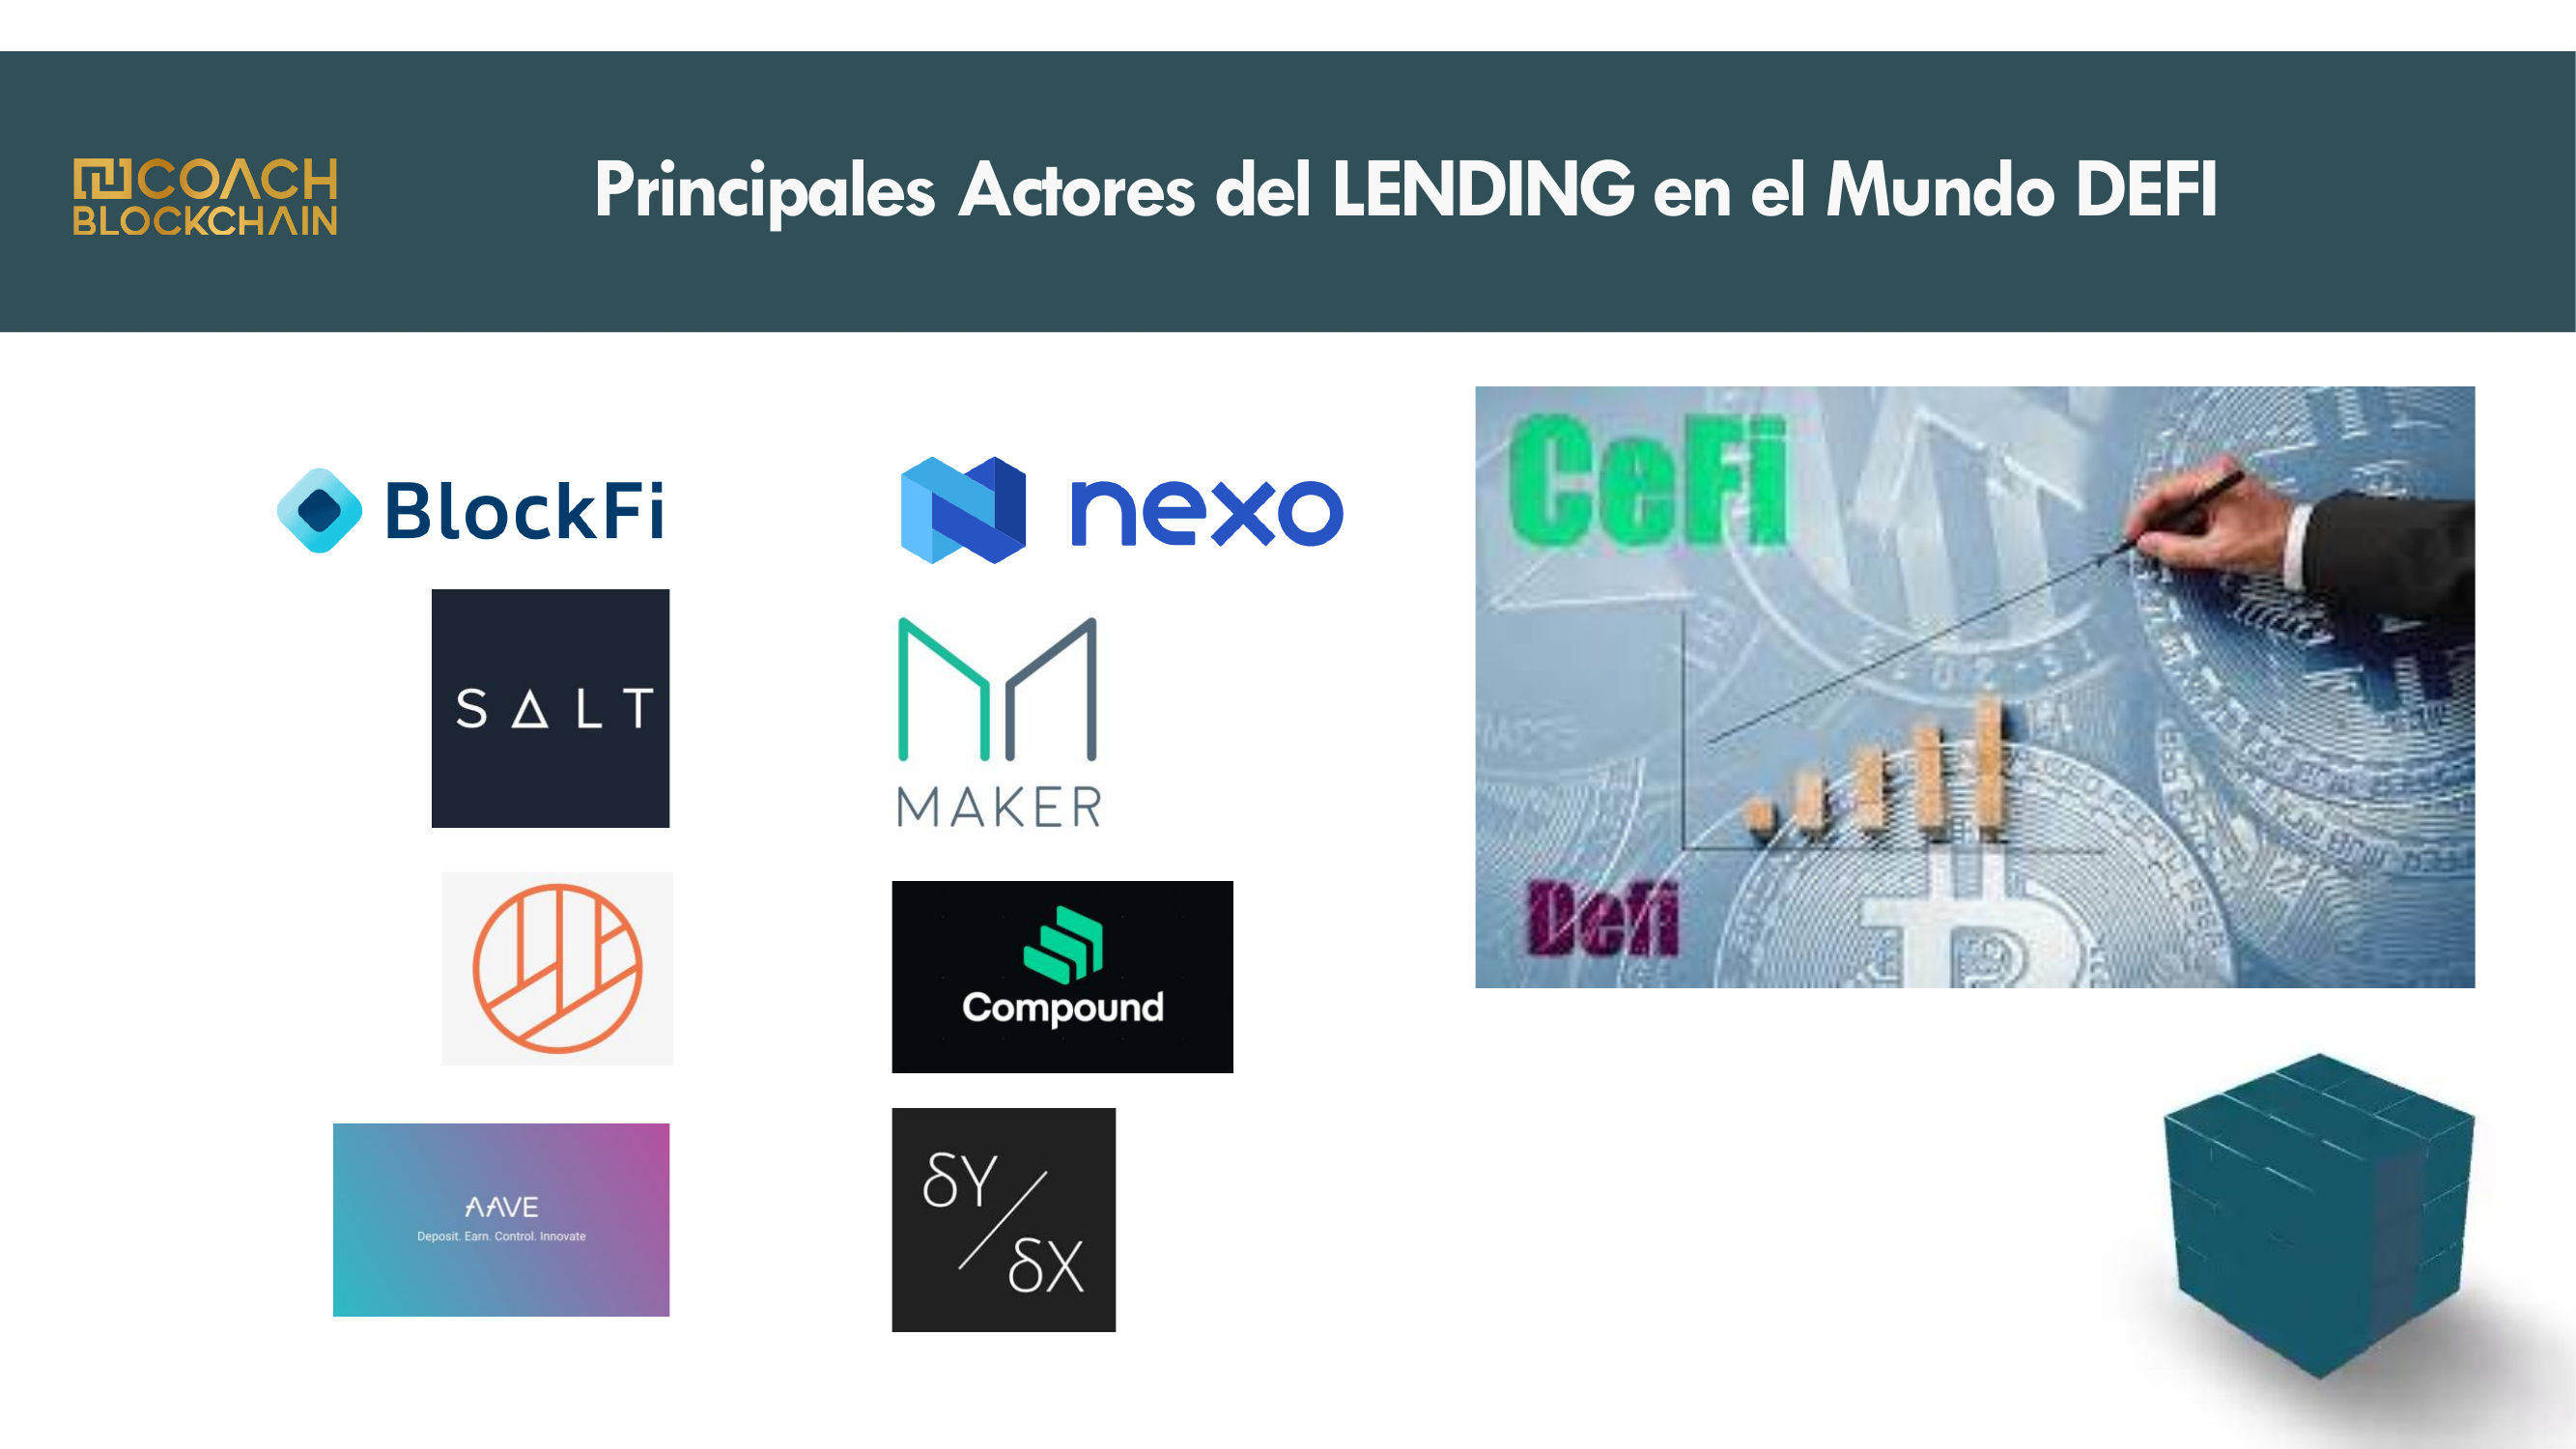 COACH
BLOCKCHAIN
Principales Actores del LENDING en el Mundo DEFI
BlockFi
nexo
SALT
MAKER
Compound
AAVE
Deposit. Earn. Control. Innovate
δY/δX
CeFi
Defi